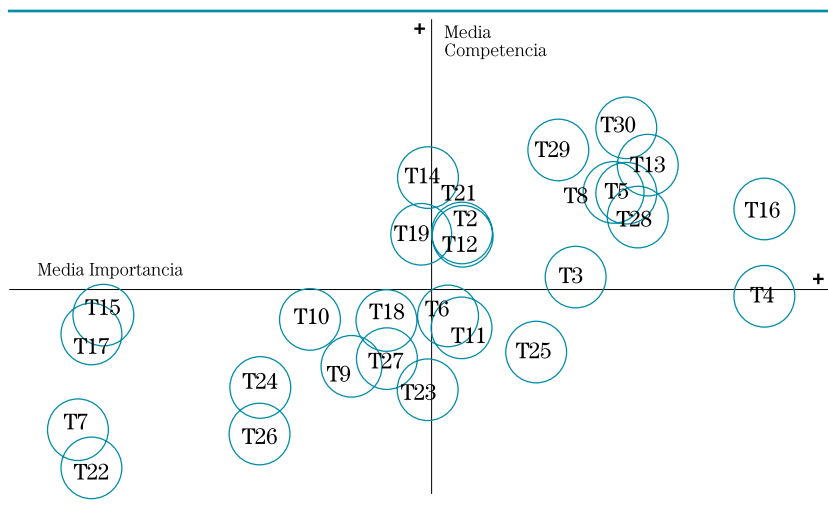 +
Media
Competencia
T30
T29
T13
T14
T21
T8
T5
T16
T2
T28
T19
T12
Media Importancia
T3
+
T4
T15
T10
T18
T6
T11
T17
T25
T9
T27
T24
T23
T7
T26
T22